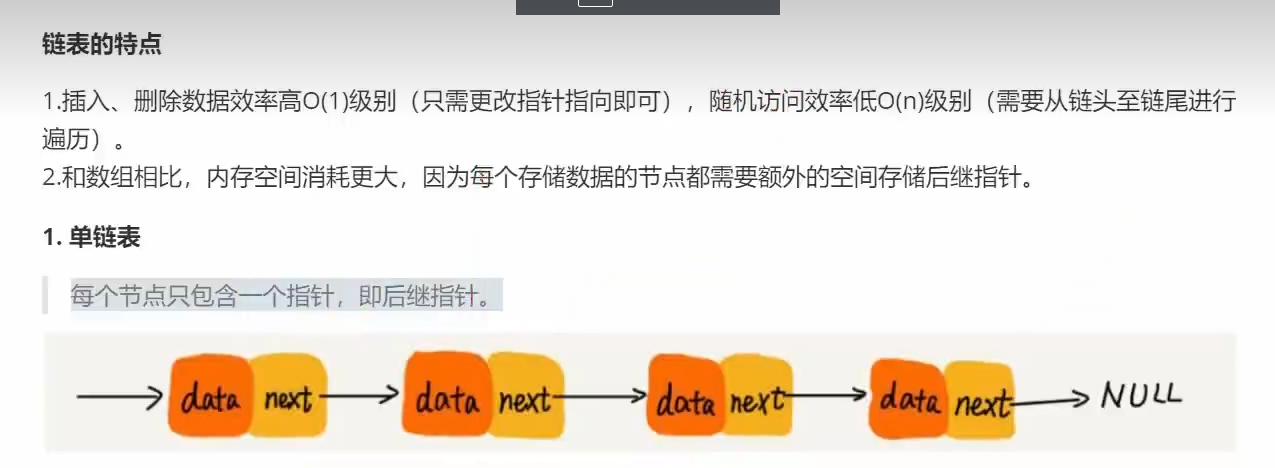 链表的特点
1.插入、删除数据效率高O(1)级别（只需更改指针指向即可），随机访问效率低O(n)级别（需要从链头至链尾进行
遍历）。
2.和数组相比，内存空间消耗更大，因为每个存储数据的节点都需要额外的空间存储后继指针。
1. 单链表
每个节点只包含一个指针，即后继指针。
data next data next data next data next NULL